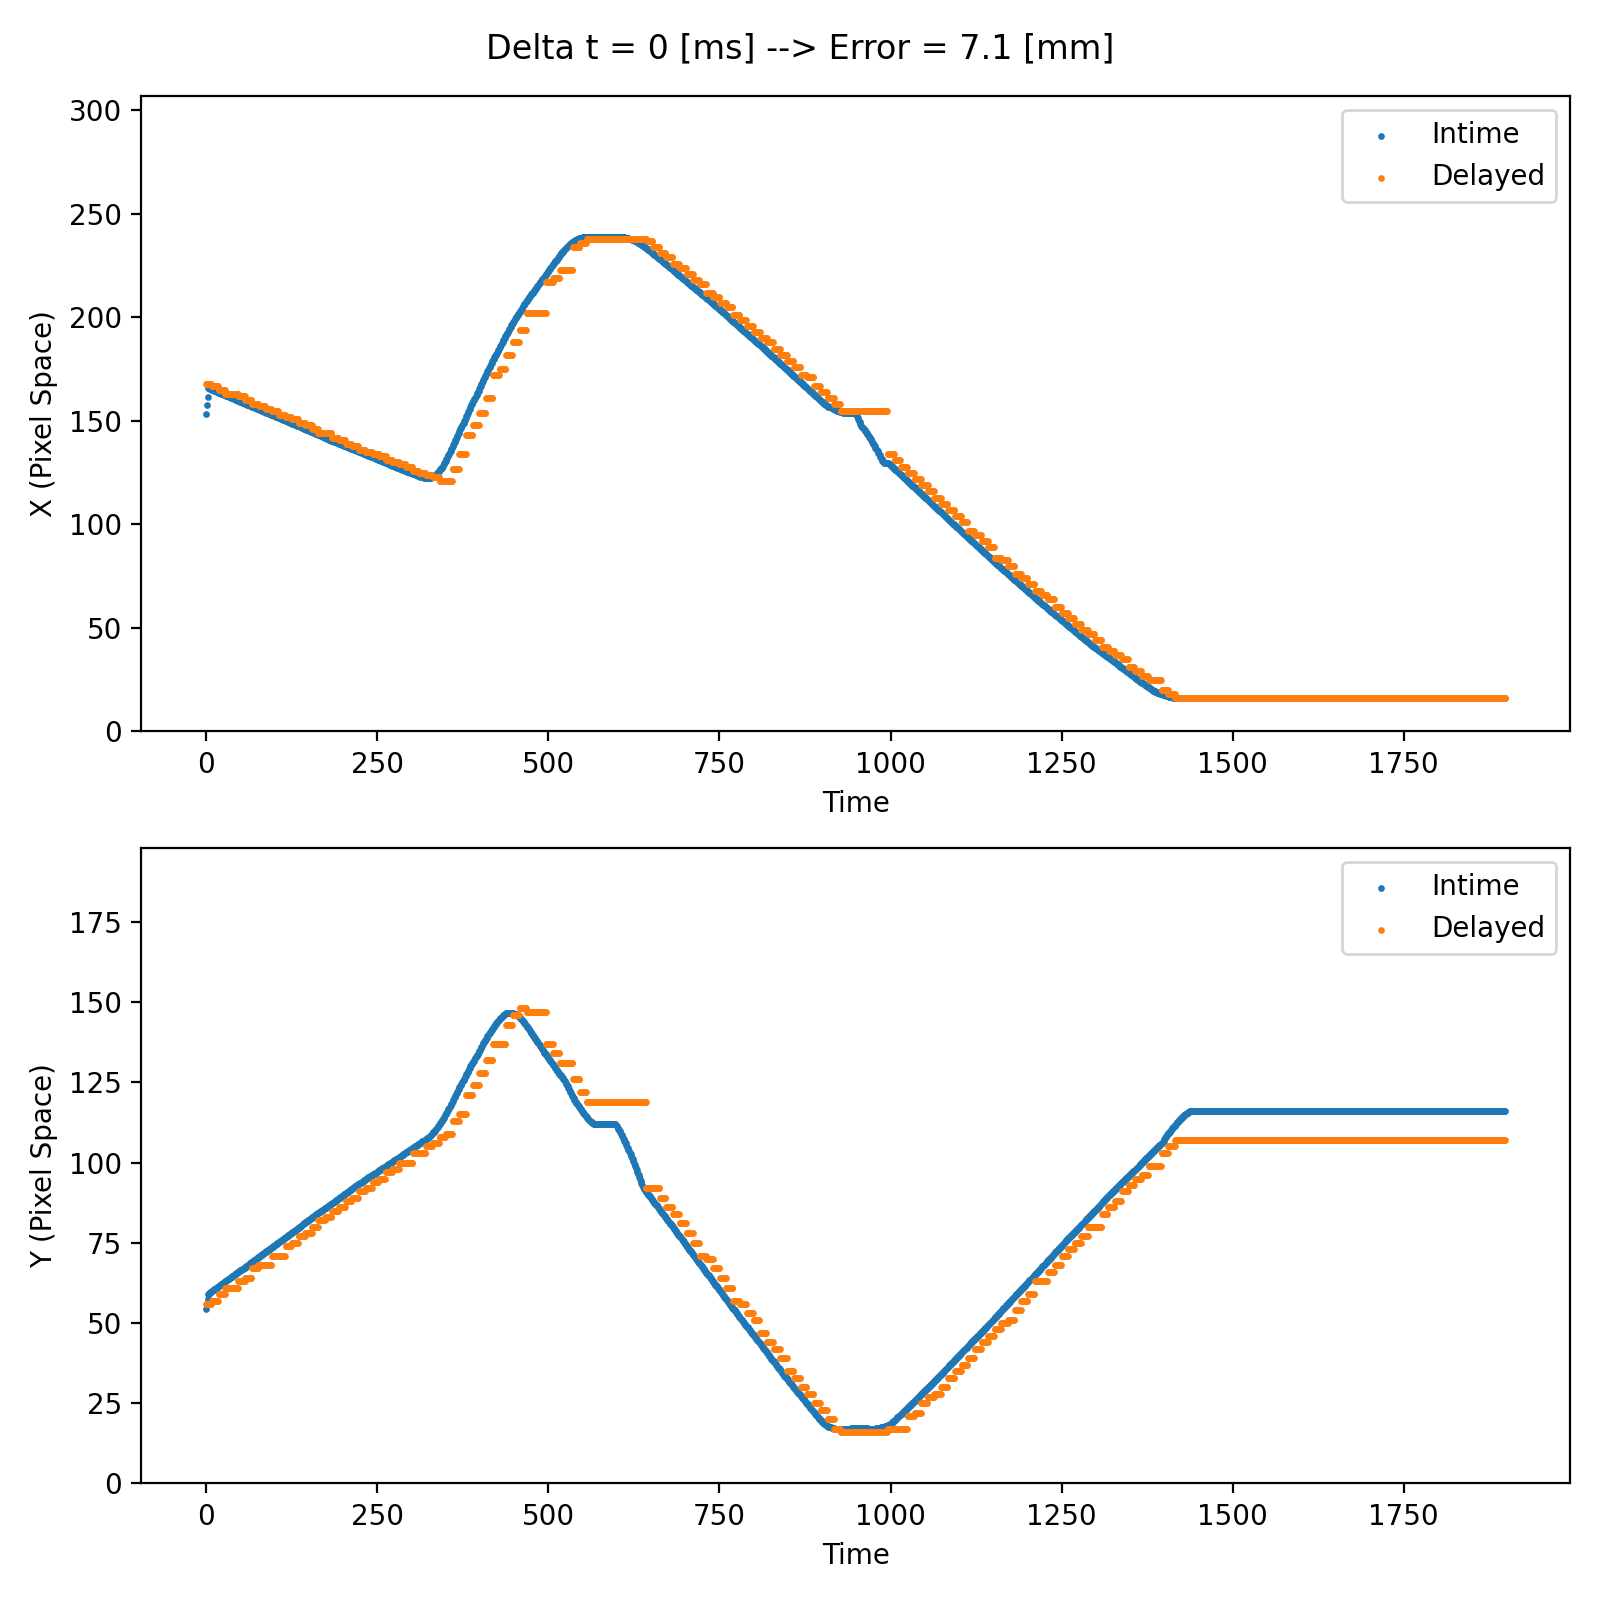 Delta t = 0 [ms] --> Error = 7.1 [mm]
300
250
200
150
100
50
0
X (Pixel Space)
Intime
Delayed
0 250 500 750 1000 1250 1500 1750
Time
175
150
125
100
75
50
25
0
Y (Pixel Space)
Intime
Delayed
0 250 500 750 1000 1250 1500 1750
Time